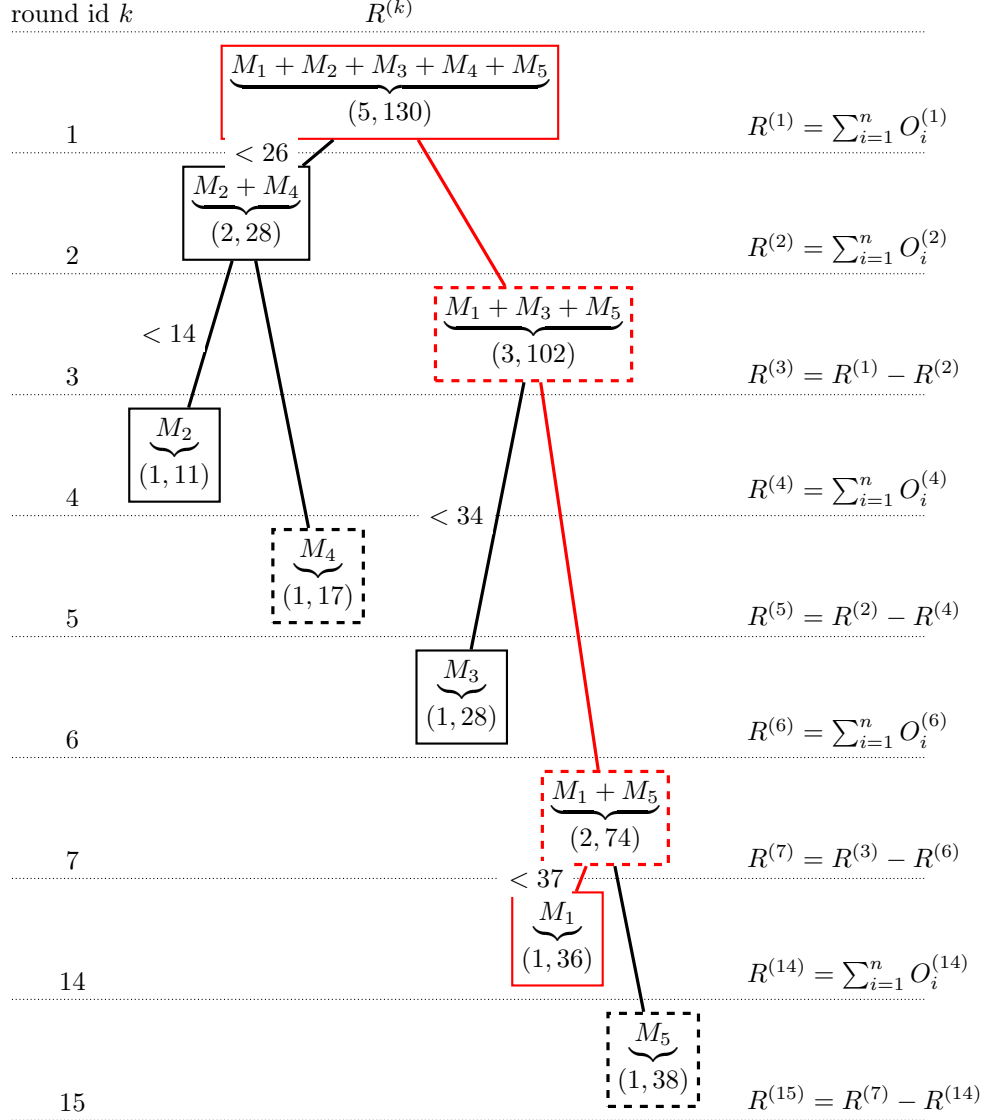 round id k R^{(k)}
M_1 + M_2 + M_3 + M_4 + M_5
(5, 130)
1 R^{(1)} = \sum_{i=1}^{n} O_i^{(1)}
< 26
M_2 + M_4
(2, 28)
2 R^{(2)} = \sum_{i=1}^{n} O_i^{(2)}
M_1 + M_3 + M_5
< 14
(3, 102)
3 R^{(3)} = R^{(1)} − R^{(2)}
M_2
(1, 11)
4 R^{(4)} = \sum_{i=1}^{n} O_i^{(4)}
< 34
M_4
(1, 17)
5 R^{(5)} = R^{(2)} − R^{(4)}
M_3
(1, 28)
6 R^{(6)} = \sum_{i=1}^{n} O_i^{(6)}
M_1 + M_5
(2, 74)
7 R^{(7)} = R^{(3)} − R^{(6)}
< 37
M_1
(1, 36)
14 R^{(14)} = \sum_{i=1}^{n} O_i^{(14)}
M_5
(1, 38)
15 R^{(15)} = R^{(7)} − R^{(14)}